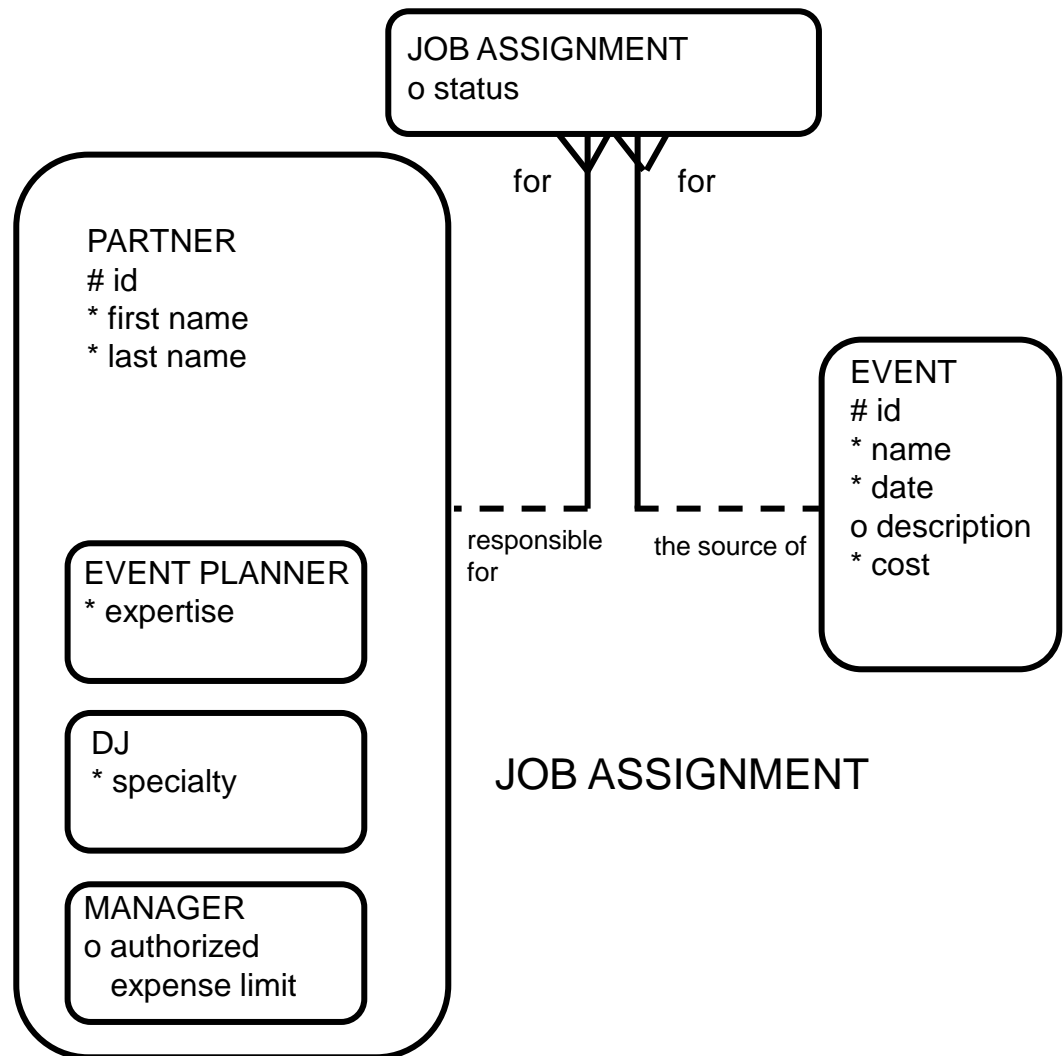 JOB ASSIGNMENT
o status
for
for
PARTNER
# id
* first name
* last name
EVENT
# id
* name
* date
o description
* cost
responsible
for
the source of
EVENT PLANNER
* expertise
DJ
* specialty
JOB ASSIGNMENT
MANAGER
o authorized
expense limit